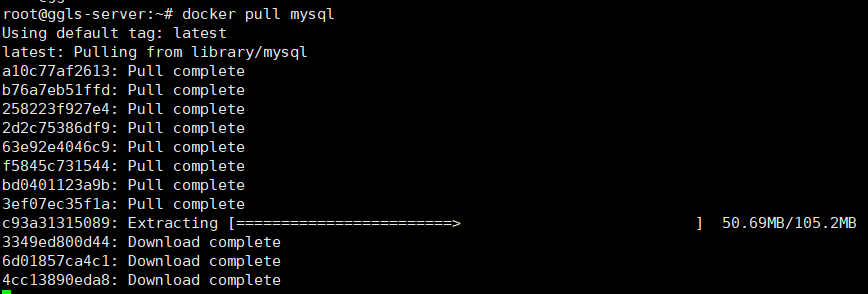 root@ggls-server:~# docker pull mysql
Using default tag: latest
latest: Pulling from library/mysql
a10c77af2613: Pull complete
b76a7eb51ffd: Pull complete
258223f927e4: Pull complete
2d2c75386df9: Pull complete
63e92e4046c9: Pull complete
f5845c731544: Pull complete
bd0401123a9b: Pull complete
3ef07ec35f1a: Pull complete
c93a31315089: Extracting [========================>                          ]  50.69MB/105.2MB
3349ed800d44: Download complete
6d01857ca4c1: Download complete
4cc13890eda8: Download complete